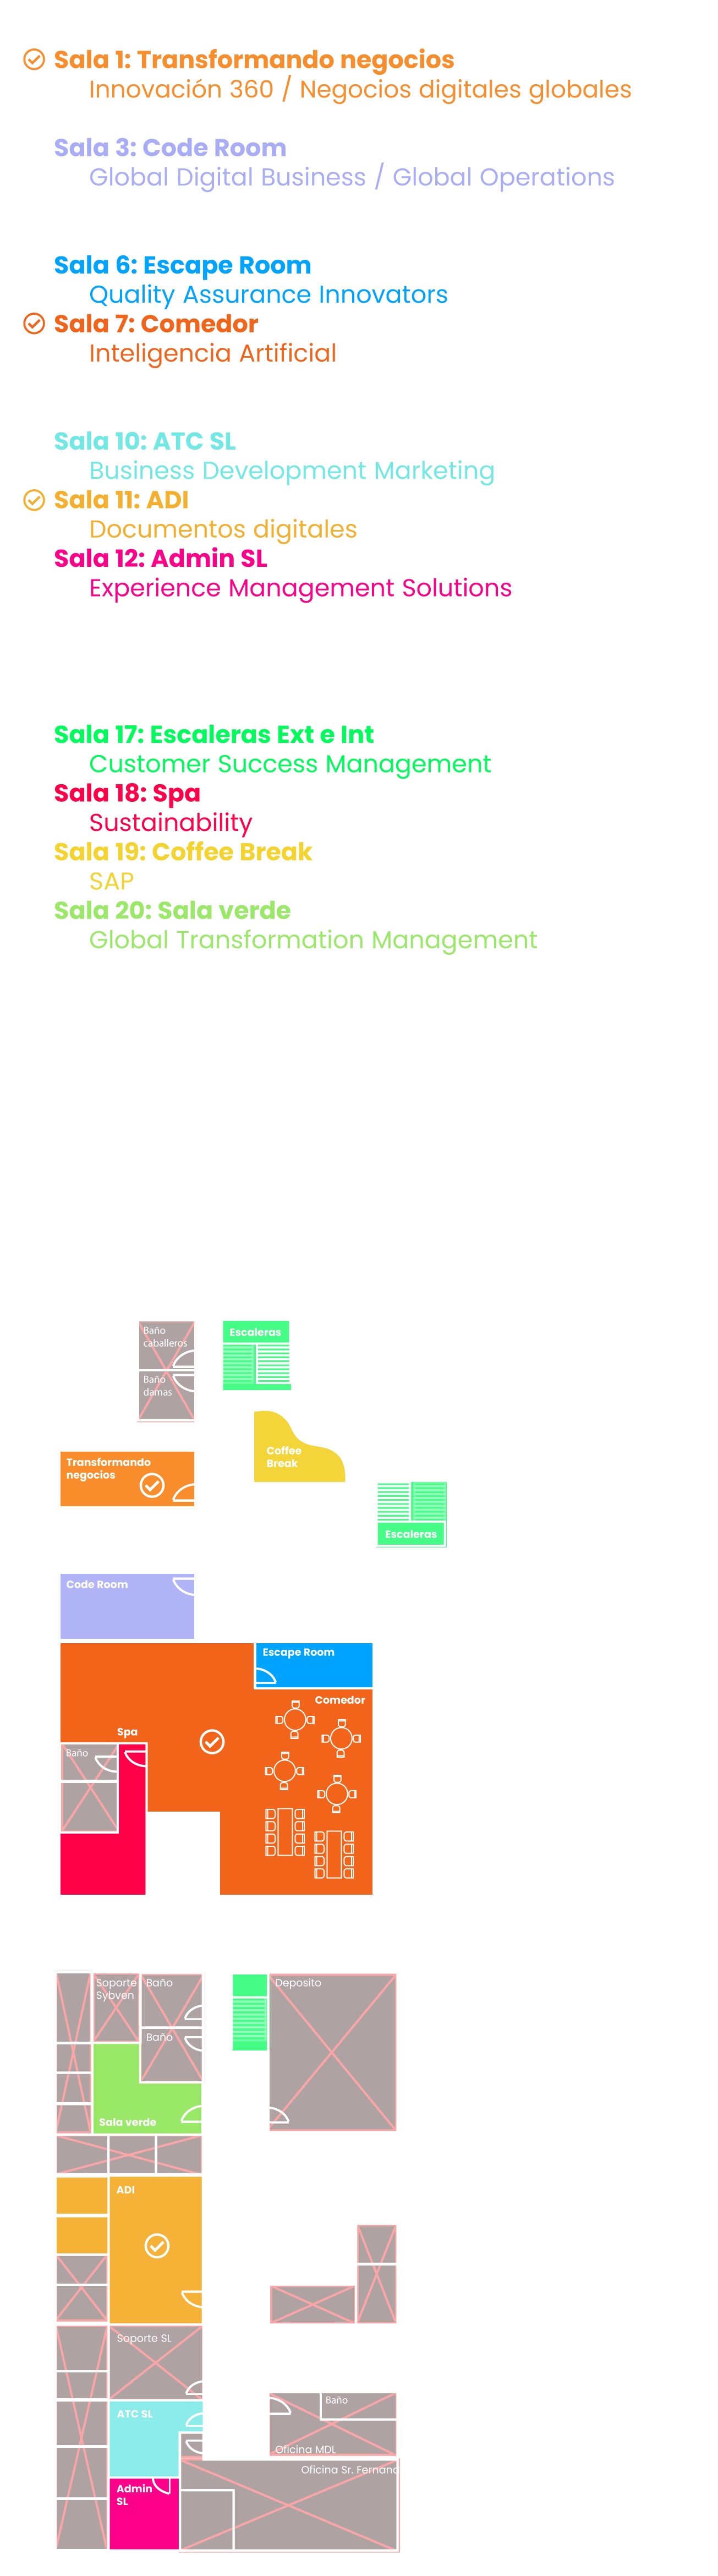 Sala 1: Transformando negocios
Innovación 360 / Negocios digitales globales
Sala 3: Code Room
Global Digital Business / Global Operations
Sala 6: Escape Room
Quality Assurance Innovators
Sala 7: Comedor
Inteligencia Artificial
Sala 10: ATC SL
Business Development Marketing
Sala 11: ADI
Documentos digitales
Sala 12: Admin SL
Experience Management Solutions
Sala 17: Escaleras Ext e Int
Customer Success Management
Sala 18: Spa
Sustainability
Sala 19: Coffee Break
SAP
Sala 20: Sala verde
Global Transformation Management
Baño
caballeros
Escaleras
Baño
damas
Coffee
Break
Transformando
negocios
Escaleras
Code Room
Escape Room
Comedor
Spa
Baño
Soporte
Sybven
Baño
Deposito
Baño
Sala verde
ADI
Soporte SL
Baño
ATC SL
Oficina MDL
Oficina Sr. Fernand
Admin
SL